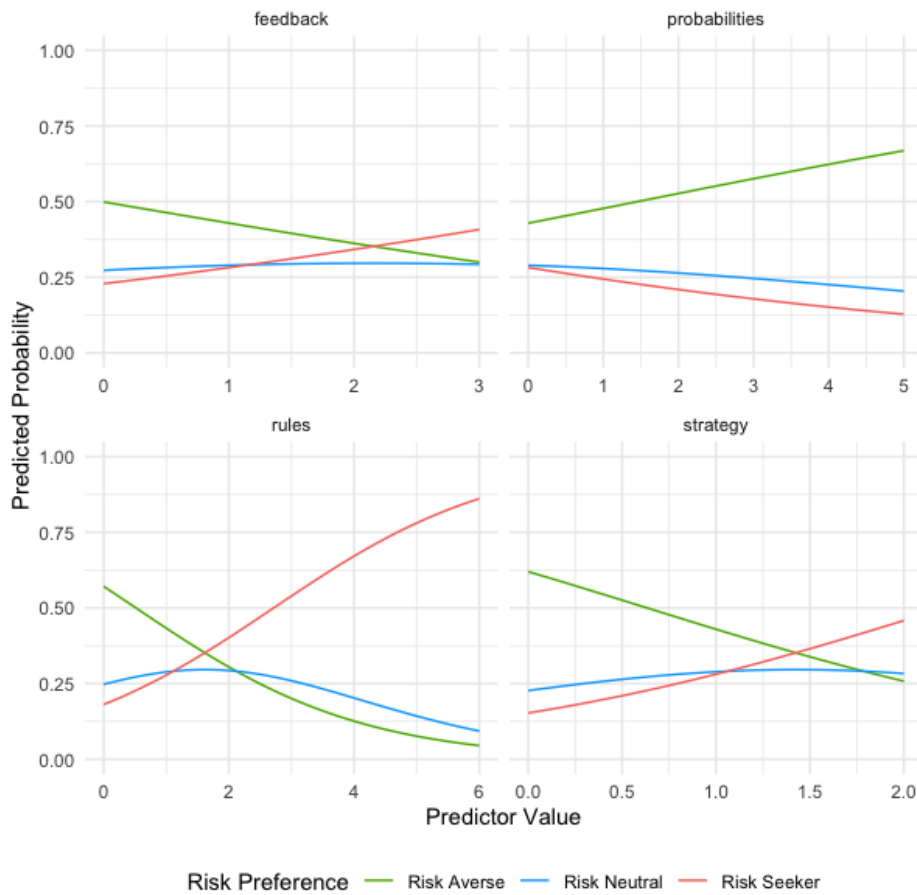 feedback
probabilities
1.00
0.75
0.50
0.25
0.00
0 1 2 3
0 1 2 3 4 5
rules
strategy
1.00
0.75
0.50
0.25
0.00
0 2 4 6
0.0 0.5 1.0 1.5 2.0
Predicted Probability
Predictor Value
Risk Preference Risk Averse Risk Neutral Risk Seeker